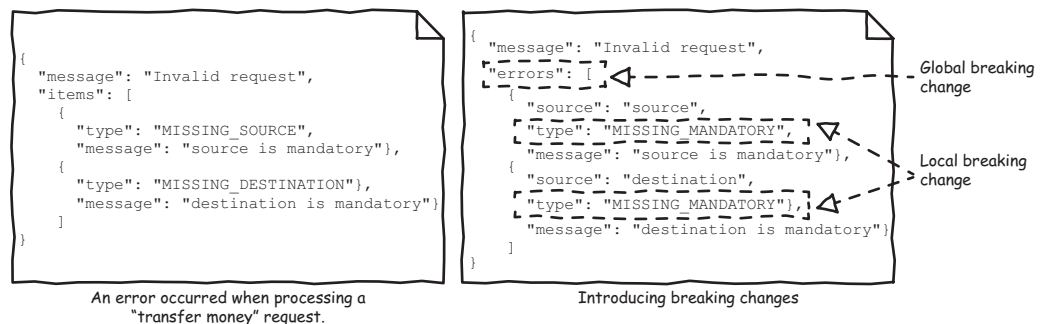 {
"message": "Invalid request",
"items": [
{
"type": "MISSING_SOURCE",
"message": "source is mandatory"},
{
"type": "MISSING_DESTINATION"},
"message": "destination is mandatory"}
]
}
An error occurred when processing a
"transfer money" request.
{
"message": "Invalid request",
"errors": [
{
"source": "source",
"type": "MISSING_MANDATORY",
"message": "source is mandatory"},
{
"source": "destination",
"type": "MISSING_MANDATORY"},
"message": "destination is mandatory"}
]
}
Introducing breaking changes
Global breaking
change
Local breaking
change